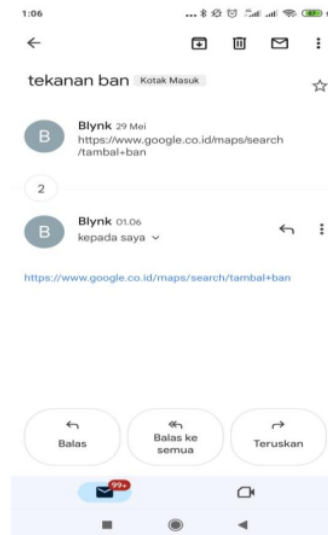 1:06
tekanan ban Kotak Masuk
B
Blynk 29 Mei
https://www.google.co.id/maps/search
/tambal+ban
2
B
Blynk 01.06
kepada saya
https://www.google.co.id/maps/search/tambal+ban
Balas
Balas ke
semua
Teruskan
99+